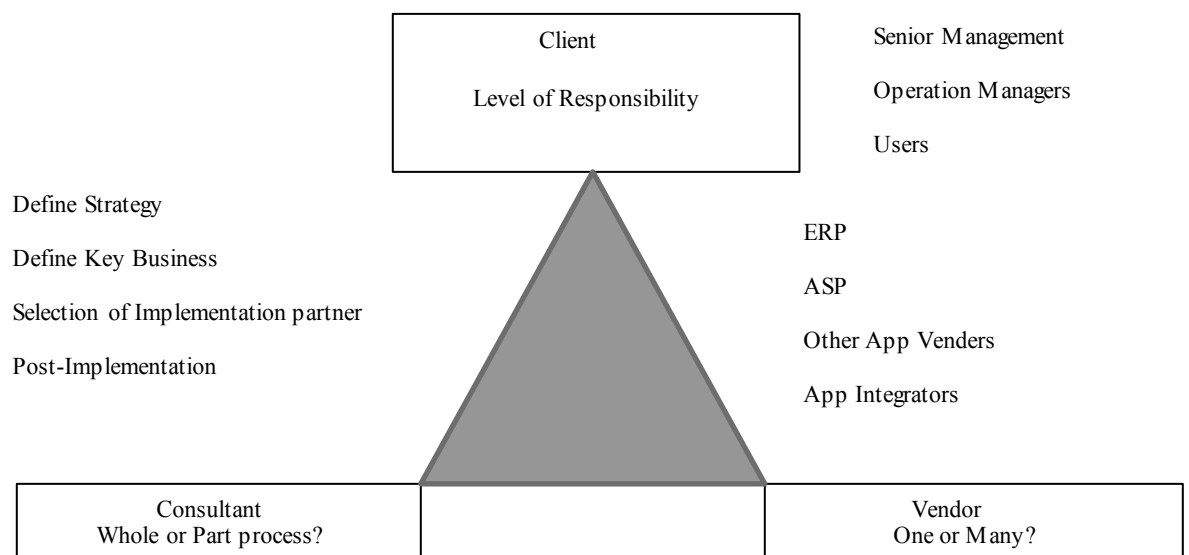 Client
Level of Responsibility
Senior Management
Operation Managers
Users
Define Strategy
Define Key Business
Selection of Implementation partner
Post-Implementation
ERP
ASP
Other App Venders
App Integrators
Consultant
Whole or Part process?
Vendor
One or Many?